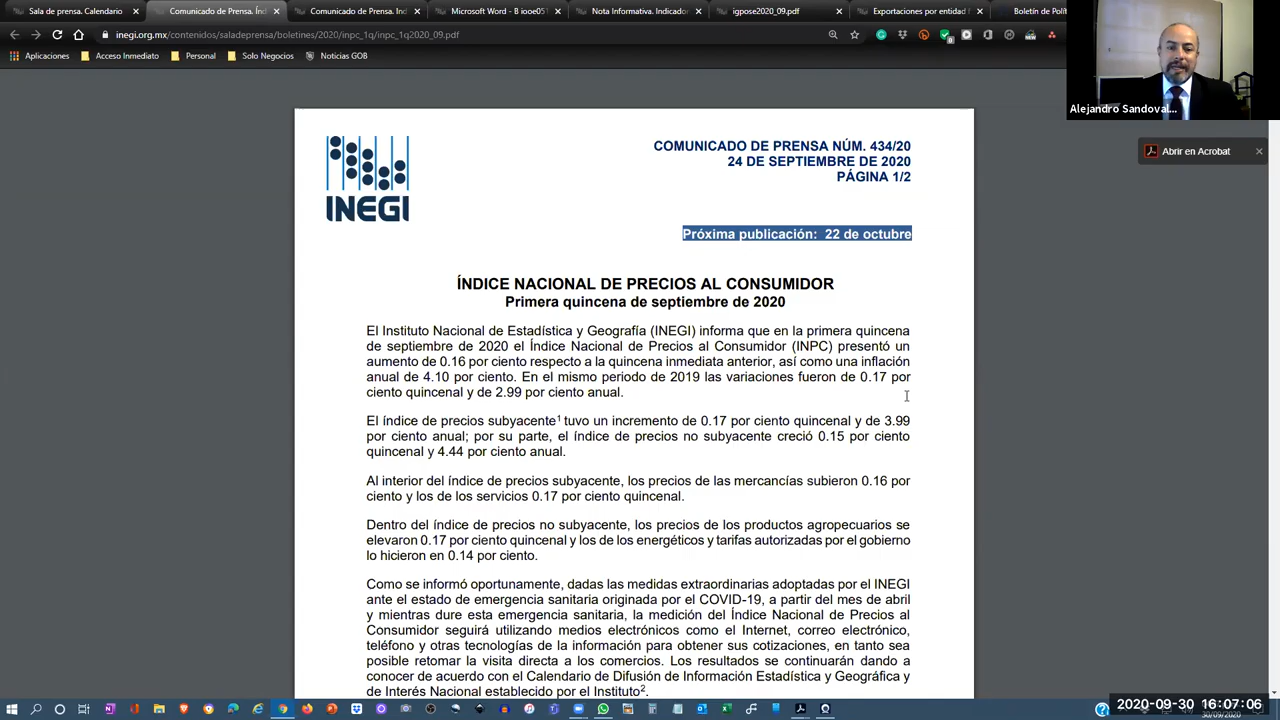 Sala de prensa. Calendario
Comunicado de Prensa. Índ
Comunicado de Prensa. Ind
Microsoft Word - B iooe051
Nota Informativa. Indicador
igpose2020_09.pdf
Exportaciones por entidad f
Boletín de Polí
inegi.org.mx/contenidos/saladeprensa/boletines/2020/inpc_1q/inpc_1q2020_09.pdf
Aplicaciones
Acceso Inmediato
Personal
Solo Negocios
Noticias GOB
Alejandro Sandoval...
Abrir en Acrobat
INEGI
COMUNICADO DE PRENSA NÚM. 434/20
24 DE SEPTIEMBRE DE 2020
PÁGINA 1/2
Próxima publicación: 22 de octubre
ÍNDICE NACIONAL DE PRECIOS AL CONSUMIDOR
Primera quincena de septiembre de 2020
El Instituto Nacional de Estadística y Geografía (INEGI) informa que en la primera quincena
de septiembre de 2020 el Índice Nacional de Precios al Consumidor (INPC) presentó un
aumento de 0.16 por ciento respecto a la quincena inmediata anterior, así como una inflación
anual de 4.10 por ciento. En el mismo periodo de 2019 las variaciones fueron de 0.17 por
ciento quincenal y de 2.99 por ciento anual.
El índice de precios subyacente¹ tuvo un incremento de 0.17 por ciento quincenal y de 3.99
por ciento anual; por su parte, el índice de precios no subyacente creció 0.15 por ciento
quincenal y 4.44 por ciento anual.
Al interior del índice de precios subyacente, los precios de las mercancías subieron 0.16 por
ciento y los de los servicios 0.17 por ciento quincenal.
Dentro del índice de precios no subyacente, los precios de los productos agropecuarios se
elevaron 0.17 por ciento quincenal y los de los energéticos y tarifas autorizadas por el gobierno
lo hicieron en 0.14 por ciento.
Como se informó oportunamente, dadas las medidas extraordinarias adoptadas por el INEGI
ante el estado de emergencia sanitaria originada por el COVID-19, a partir del mes de abril
y mientras dure esta emergencia sanitaria, la medición del Índice Nacional de Precios al
Consumidor seguirá utilizando medios electrónicos como el Internet, correo electrónico,
teléfono y otras tecnologías de la información para obtener sus cotizaciones, en tanto sea
posible retomar la visita directa a los comercios. Los resultados se continuarán dando a
conocer de acuerdo con el Calendario de Difusión de Información Estadística y Geográfica y
de Interés Nacional establecido por el Instituto².
2020-09-30 16:07:06
30/09/2020